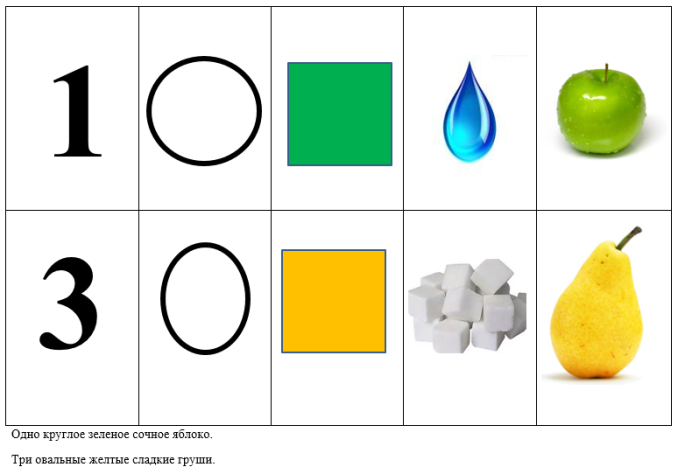 1
3
Одно круглое зеленое сочное яблоко.
Три овальные желтые сладкие груши.